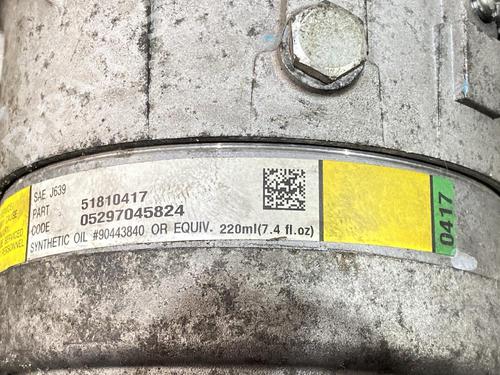 SAE J639
PART 51810417
CODE 05297045824
SYNTHETIC OIL #90443840 OR EQUIV. 220ml(7.4 fl.oz)
0417